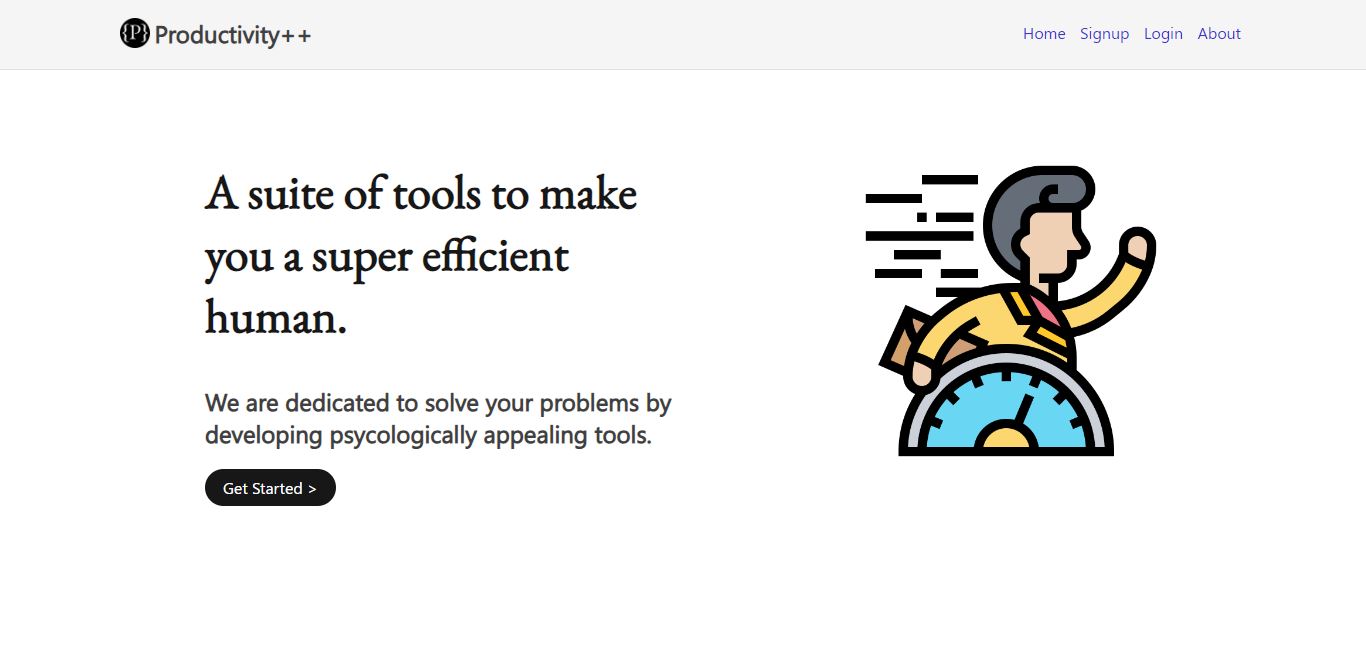 {P} Productivity++
Home Signup Login About
A suite of tools to make
you a super efficient
human.
We are dedicated to solve your problems by
developing psycologically appealing tools.
Get Started >